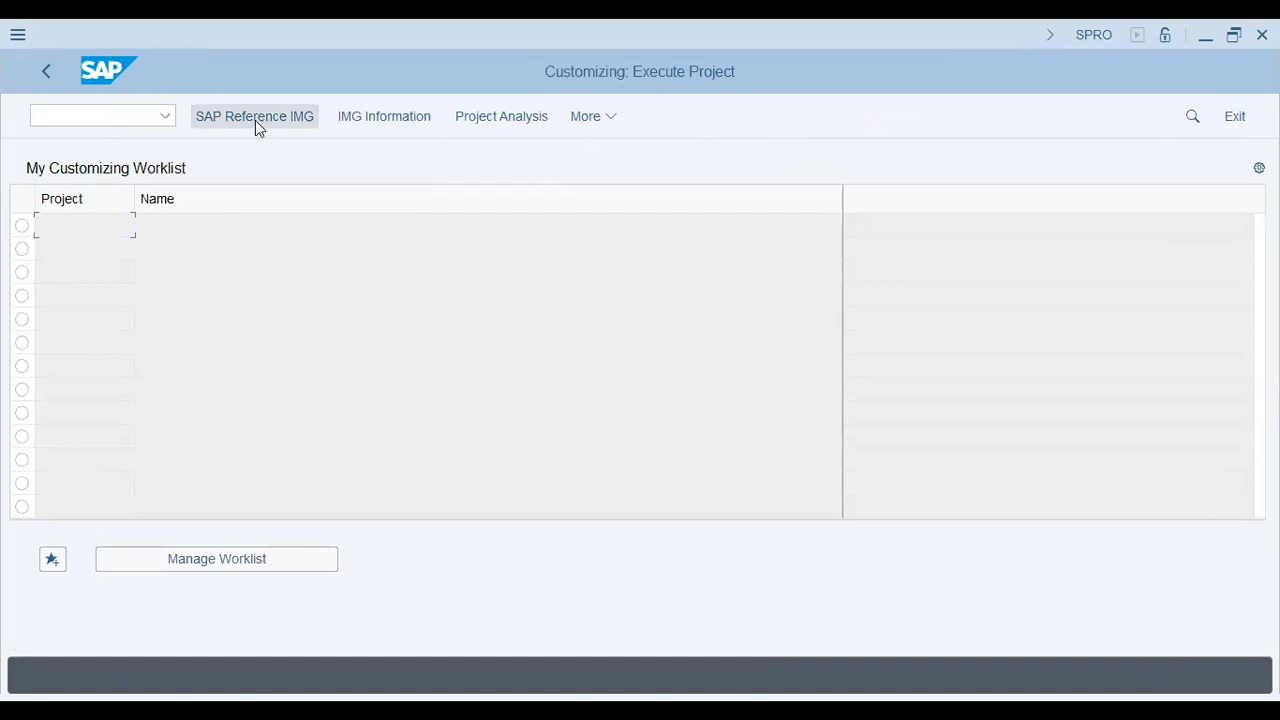 SPRO
SAP
Customizing: Execute Project
SAP Reference IMG
IMG Information
Project Analysis
More
Exit
My Customizing Worklist
Project
Name
Manage Worklist